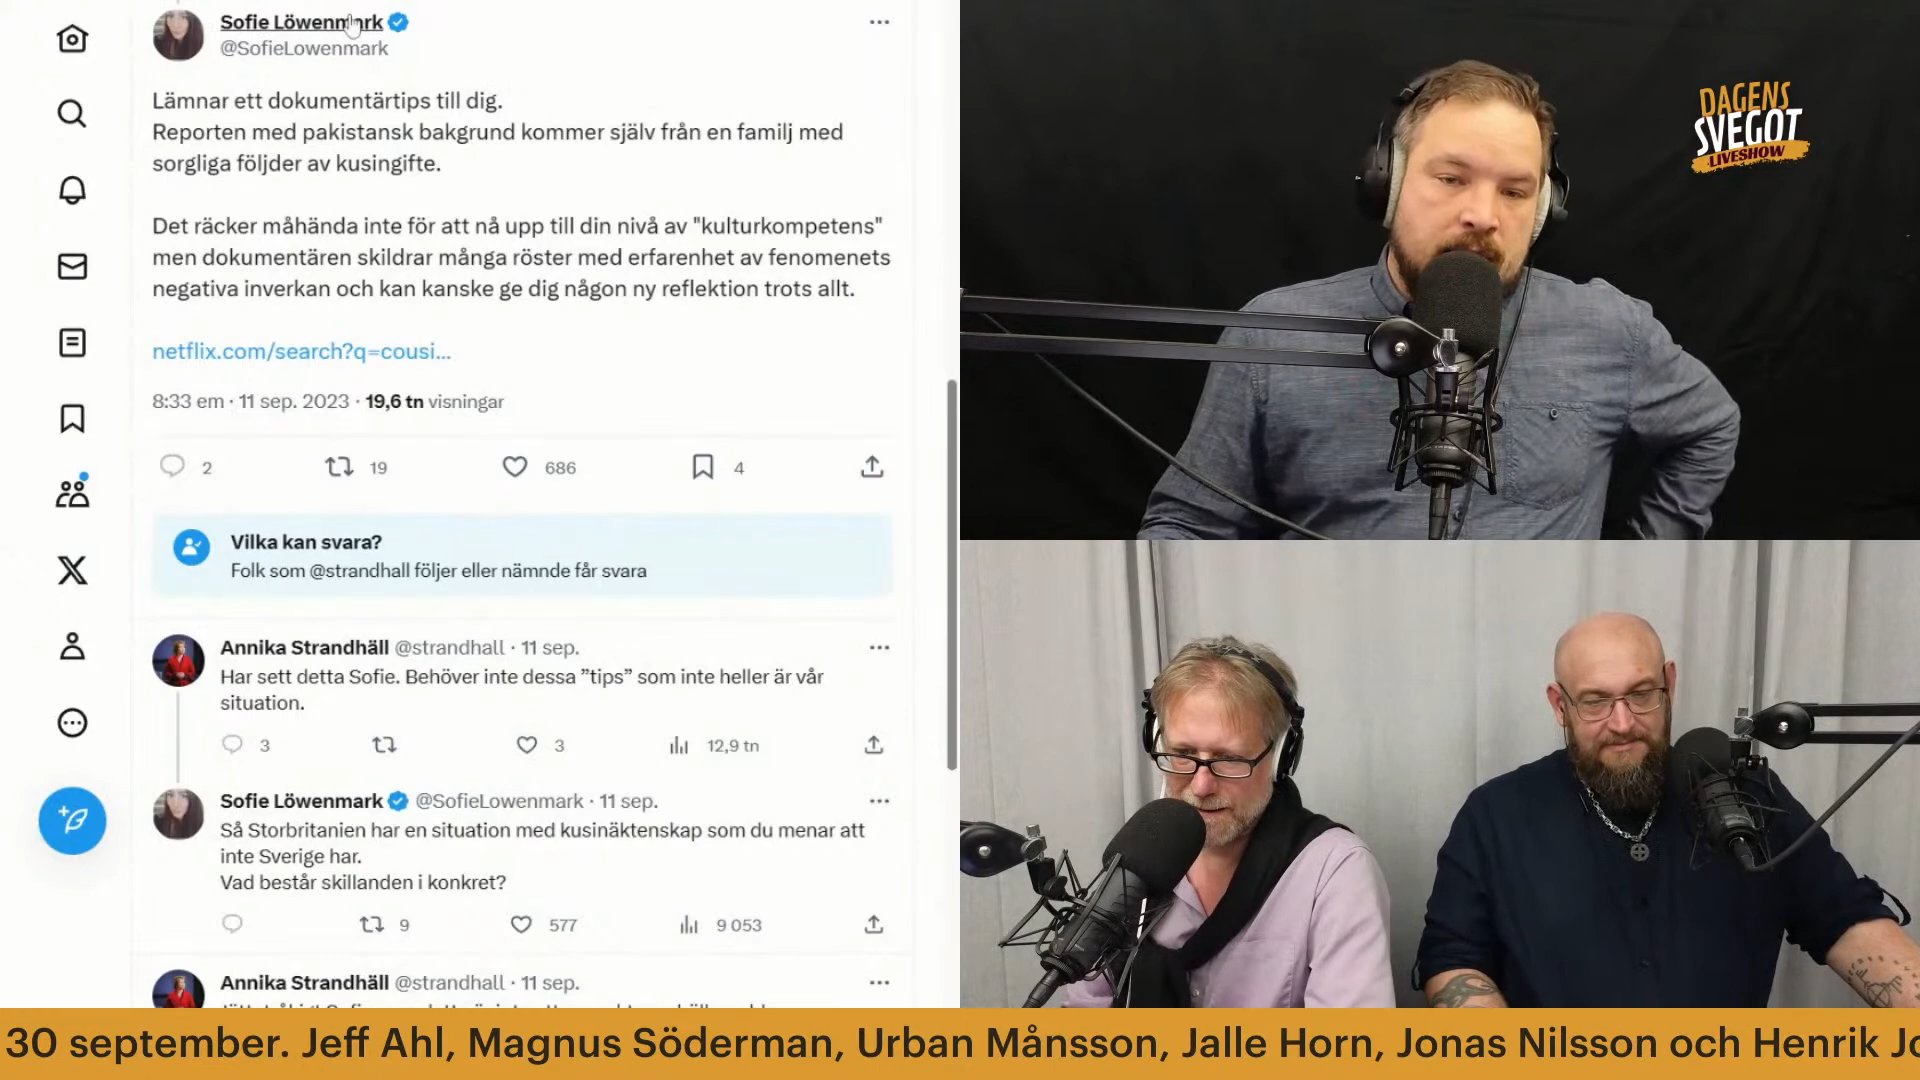 Sofie Löwenmark
@SofieLowenmark
Lämnar ett dokumentärtips till dig.
Reporten med pakistansk bakgrund kommer själv från en familj med
sorgliga följder av kusingifte.
Det räcker måhända inte för att nå upp till din nivå av "kulturkompetens"
men dokumentären skildrar många röster med erfarenhet av fenomenets
negativa inverkan och kan kanske ge dig någon ny reflektion trots allt.
netflix.com/search?q=cousi...
8:33 em · 11 sep. 2023 · 19,6 tn visningar
2 19 686 4
Vilka kan svara?
Folk som @strandhall följer eller nämnde får svara
Annika Strandhäll @strandhall · 11 sep.
Har sett detta Sofie. Behöver inte dessa ”tips” som inte heller är vår
situation.
3 3 12,9 tn
Sofie Löwenmark @SofieLowenmark · 11 sep.
Så Storbritanien har en situation med kusinäktenskap som du menar att
inte Sverige har.
Vad består skillanden i konkret?
9 577 9 053
Annika Strandhäll @strandhall · 11 sep.
DAGENS
SVEGOT
LIVESHOW
30 september. Jeff Ahl, Magnus Söderman, Urban Månsson, Jalle Horn, Jonas Nilsson och Henrik